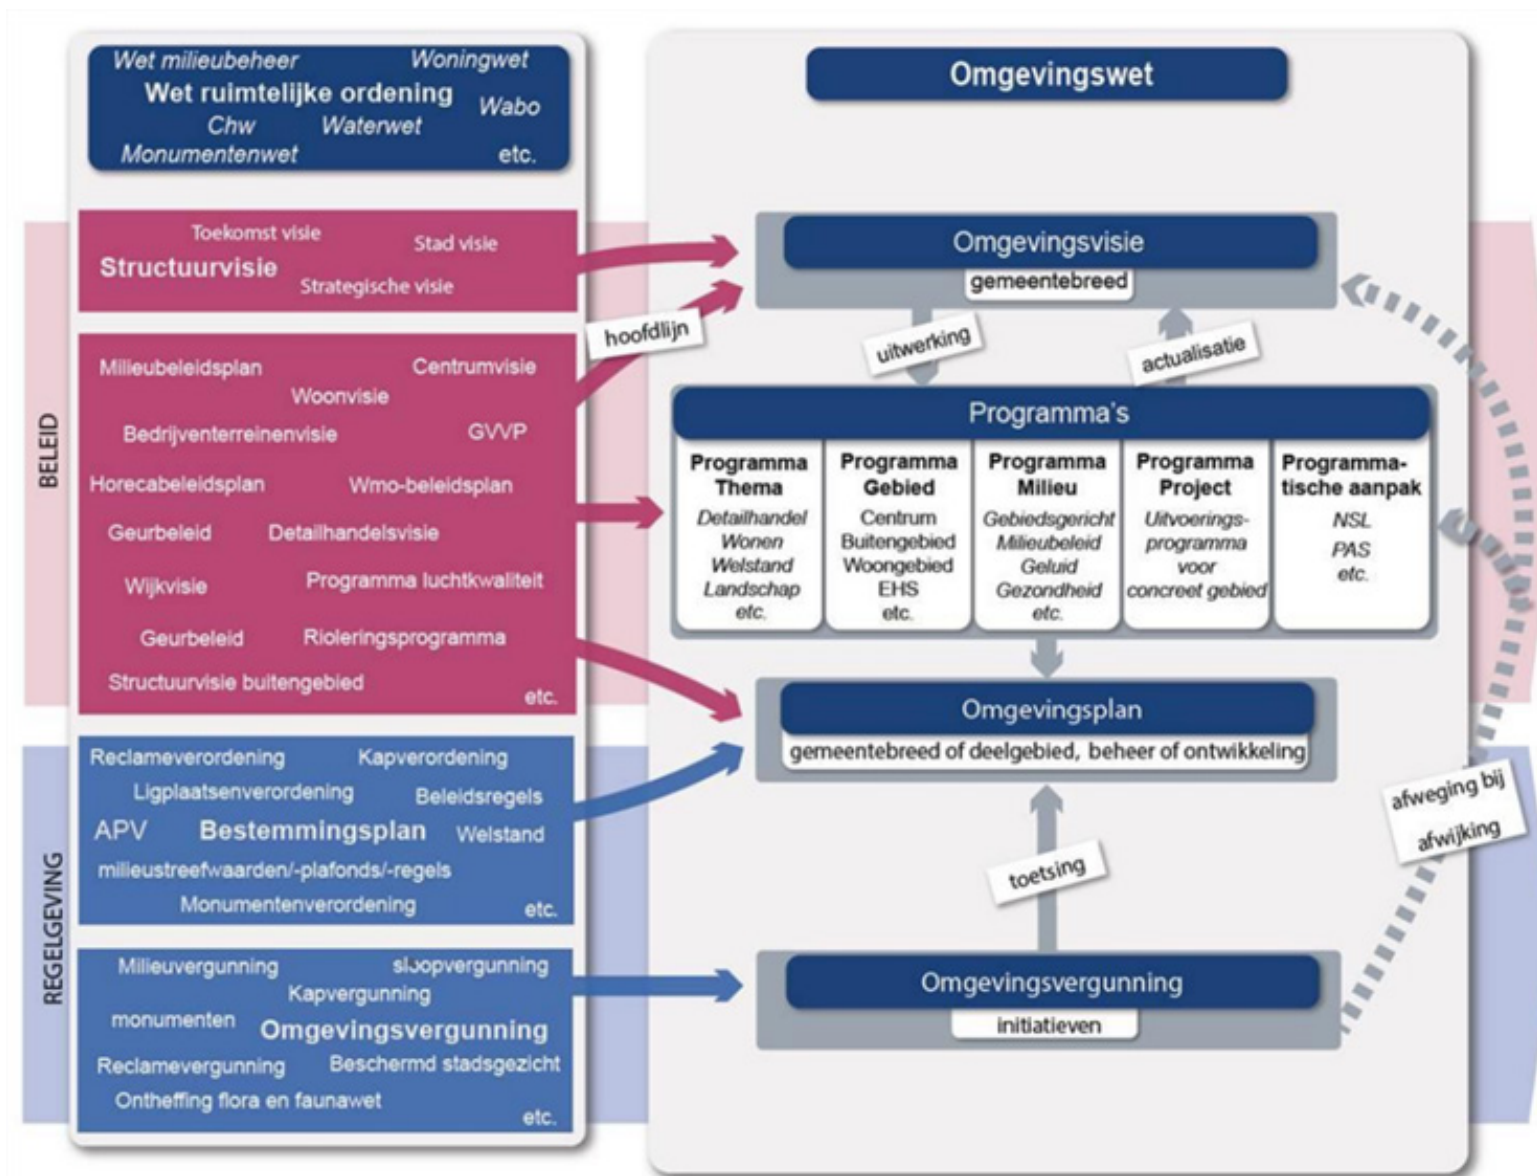 Wet milieubeheer Woningwet
Wet ruimtelijke ordening
Wabo
Chw Waterwet
Monumentenwet etc.
BELEID
Toekomst visie
Stad visie
Structuurvisie
Strategische visie
hoofdlijn
Milieubeleidsplan Centrumvisie
Woonvisie
Bedrijventerreinenvisie GVVP
Horecabeleidsplan Wmo-beleidsplan
Geurbeleid Detailhandelsvisie
Wijkvisie Programma luchtkwaliteit
Geurbeleid Rioleringsprogramma
Structuurvisie buitengebied
etc.
REGELGEVING
Reclameverordening Kapverordening
Ligplaatsenverordening Beleidsregels
APV Bestemmingsplan Welstand
milieustreefwaarden/-plafonds/-regels
Monumentenverordening etc.
Milieuvergunning sloopvergunning
Kapvergunning
monumenten Omgevingsvergunning
Reclamevergunning Beschermd stadsgezicht
Ontheffing flora en faunawet
etc.
Omgevingswet
Omgevingsvisie
gemeentebreed
uitwerking
actualisatie
Programma's
Programma
Thema
Detailhandel
Wonen
Welstand
Landschap
etc.
Programma
Gebied
Centrum
Buitengebied
Woongebied
EHS
etc.
Programma
Milieu
Gebiedsgericht
Milieubeleid
Geluid
Gezondheid
etc.
Programma
Project
Uitvoerings-
programma
voor
concreet gebied
Programma-
tische aanpak
NSL
PAS
etc.
Omgevingsplan
gemeentebreed of deelgebied, beheer of ontwikkeling
toetsing
afweging bij
afwijking
Omgevingsvergunning
initiatieven